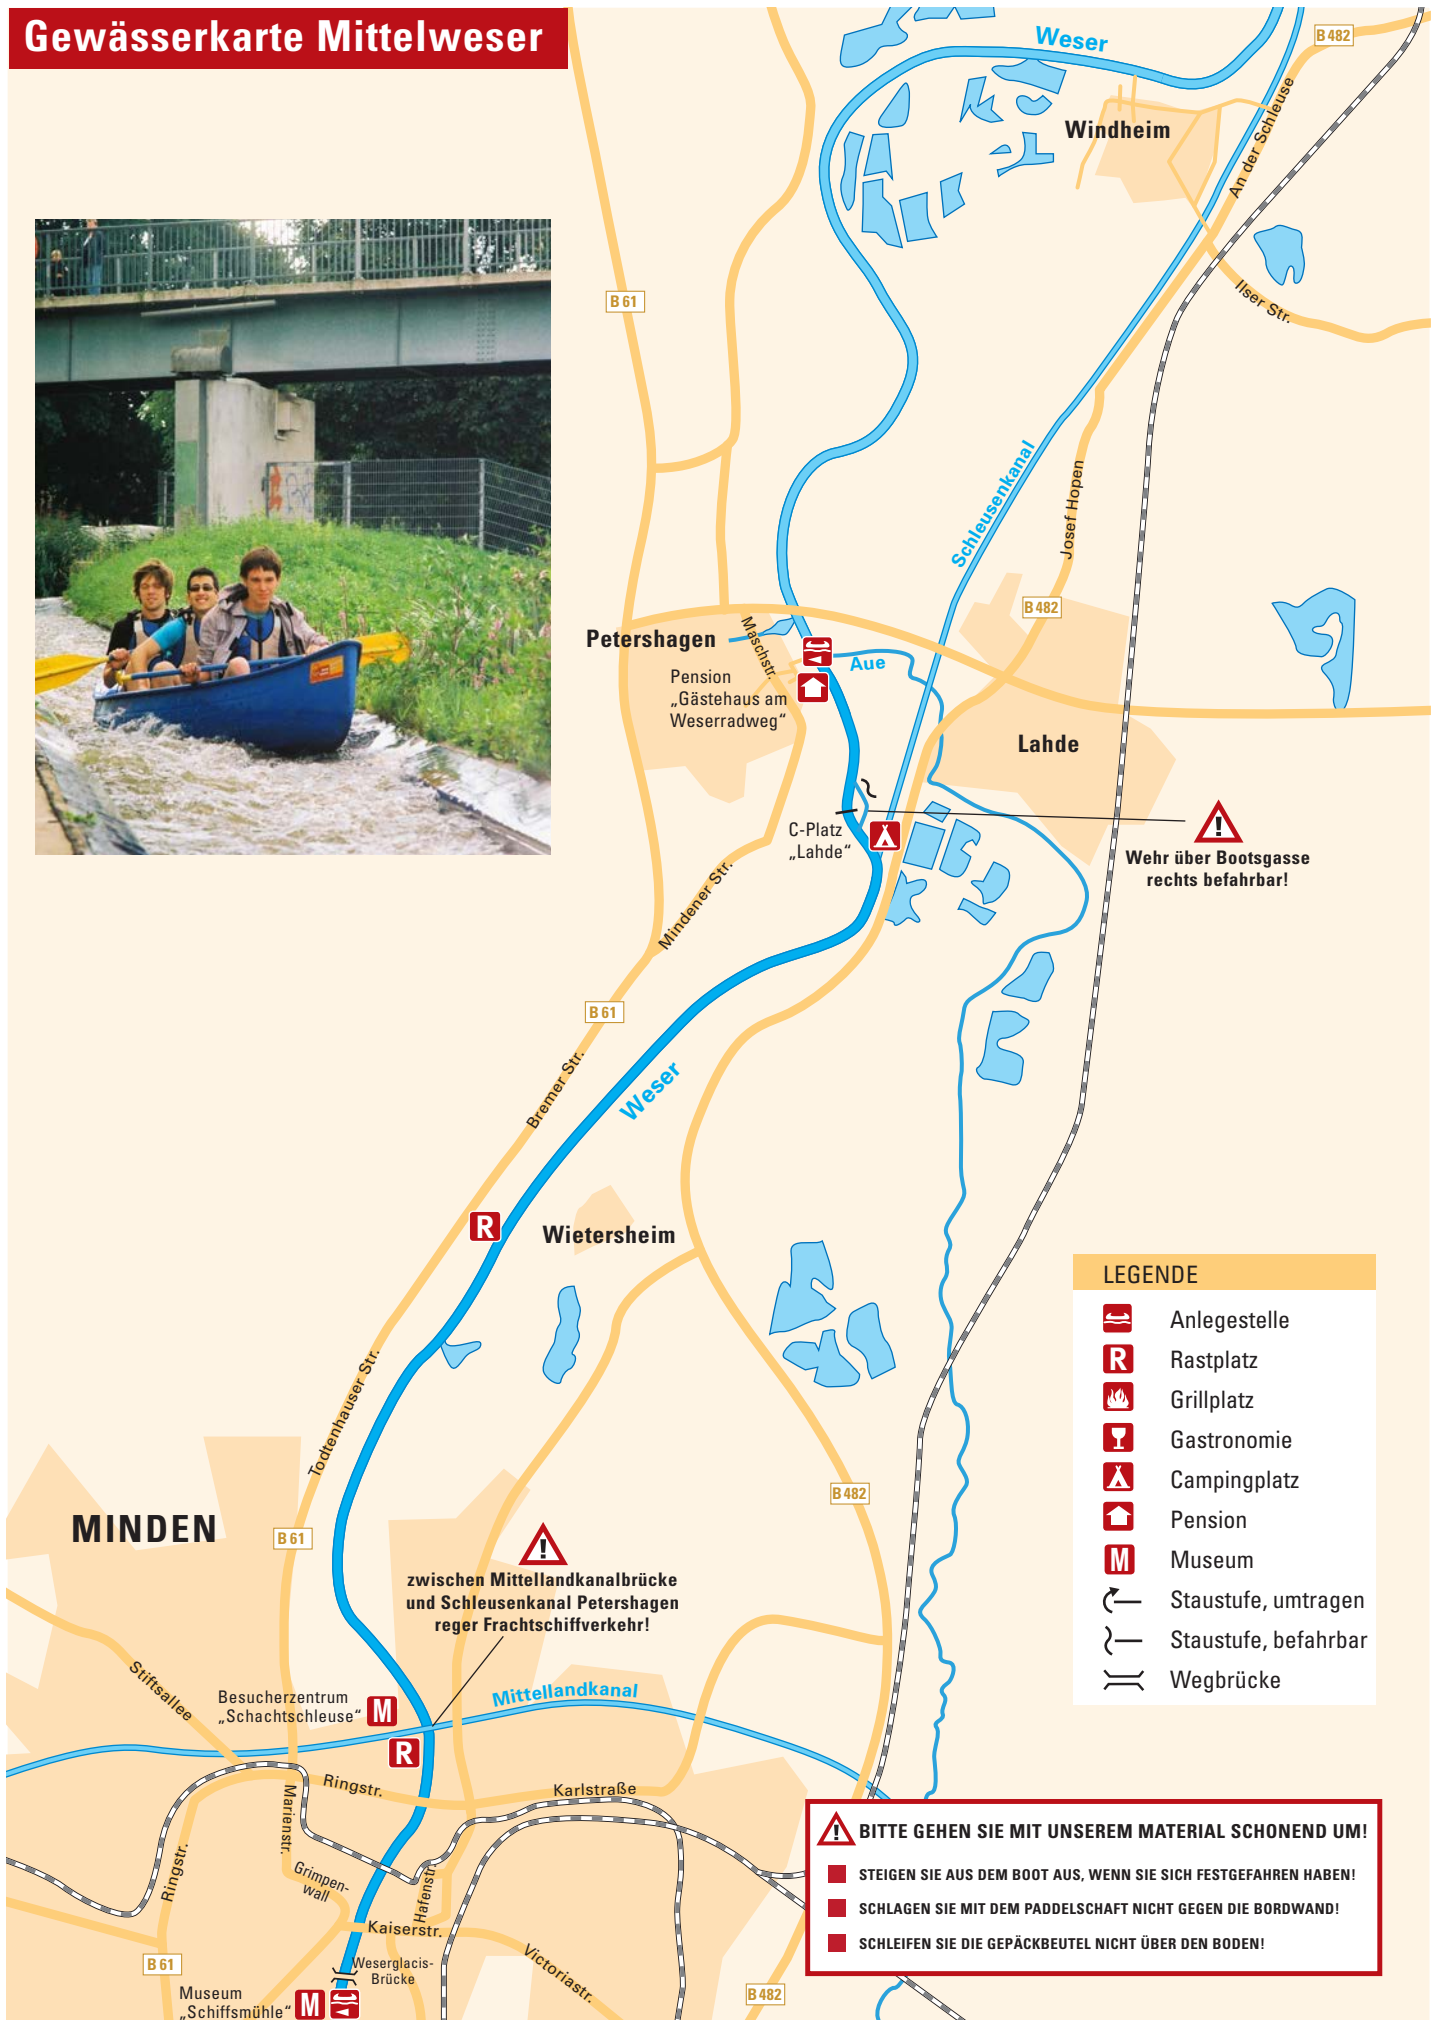 Gewässerkarte Mittelweser
Weser
B 482
Windheim
An der Schleuse
Ilser Str.
B 61
Schleusenkanal
Josef Hopen
B 482
Petershagen
Maschstr.
Aue
Pension
„Gästehaus am
Weserradweg“
Lahde
C-Platz
„Lahde“
Wehr über Bootsgasse
rechts befahrbar!
Mindener Str.
B 61
Bremer Str.
Weser
Wietersheim
LEGENDE
Anlegestelle
R Rastplatz
Grillplatz
Gastronomie
Campingplatz
Pension
M Museum
Staustufe, umtragen
Staustufe, befahrbar
Wegbrücke
R
Todtenhauser Str.
B 482
MINDEN
B 61
zwischen Mittellandkanalbrücke
und Schleusenkanal Petershagen
reger Frachtschiffverkehr!
Stiftsallee
Besucherzentrum
„Schachtschleuse“
M
Mittellandkanal
R
Ringstr.
Karlstraße
Marienstr.
Ringstr.
Grimpen-
wall
Hafenstr.
Kaiserstr.
Victoriastr.
B 61
Weserglacis-
Brücke
Museum
„Schiffsmühle“
M
B 482
BITTE GEHEN SIE MIT UNSEREM MATERIAL SCHONEND UM!
STEIGEN SIE AUS DEM BOOT AUS, WENN SIE SICH FESTGEFAHREN HABEN!
SCHLAGEN SIE MIT DEM PADDELSCHAFT NICHT GEGEN DIE BORDWAND!
SCHLEIFEN SIE DIE GEPÄCKBEUTEL NICHT ÜBER DEN BODEN!